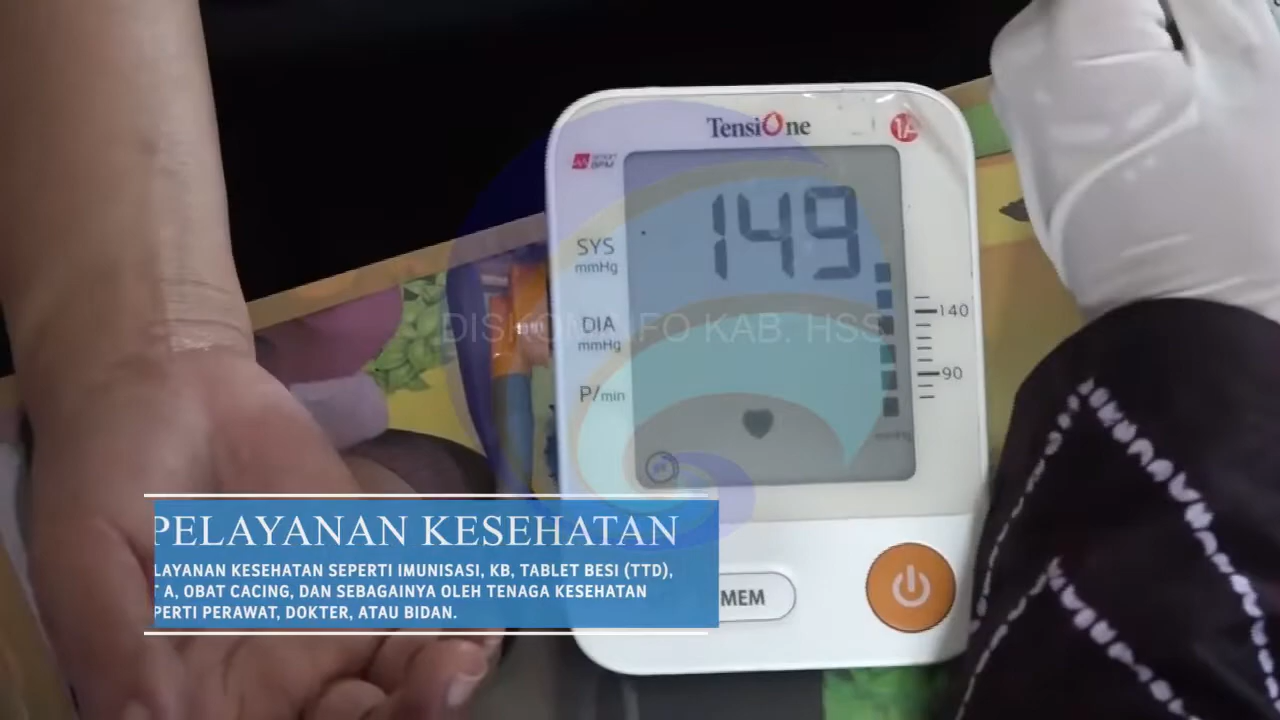 TensiOne
1A
BPM
149
SYS
mmHg
DIA
mmHg
P/min
140
90
DISKOMINFO KAB. HSS
PELAYANAN KESEHATAN
LAYANAN KESEHATAN SEPERTI IMUNISASI, KB, TABLET BESI (TTD),
A, OBAT CACING, DAN SEBAGAINYA OLEH TENAGA KESEHATAN
PERTI PERAWAT, DOKTER, ATAU BIDAN.
MEM